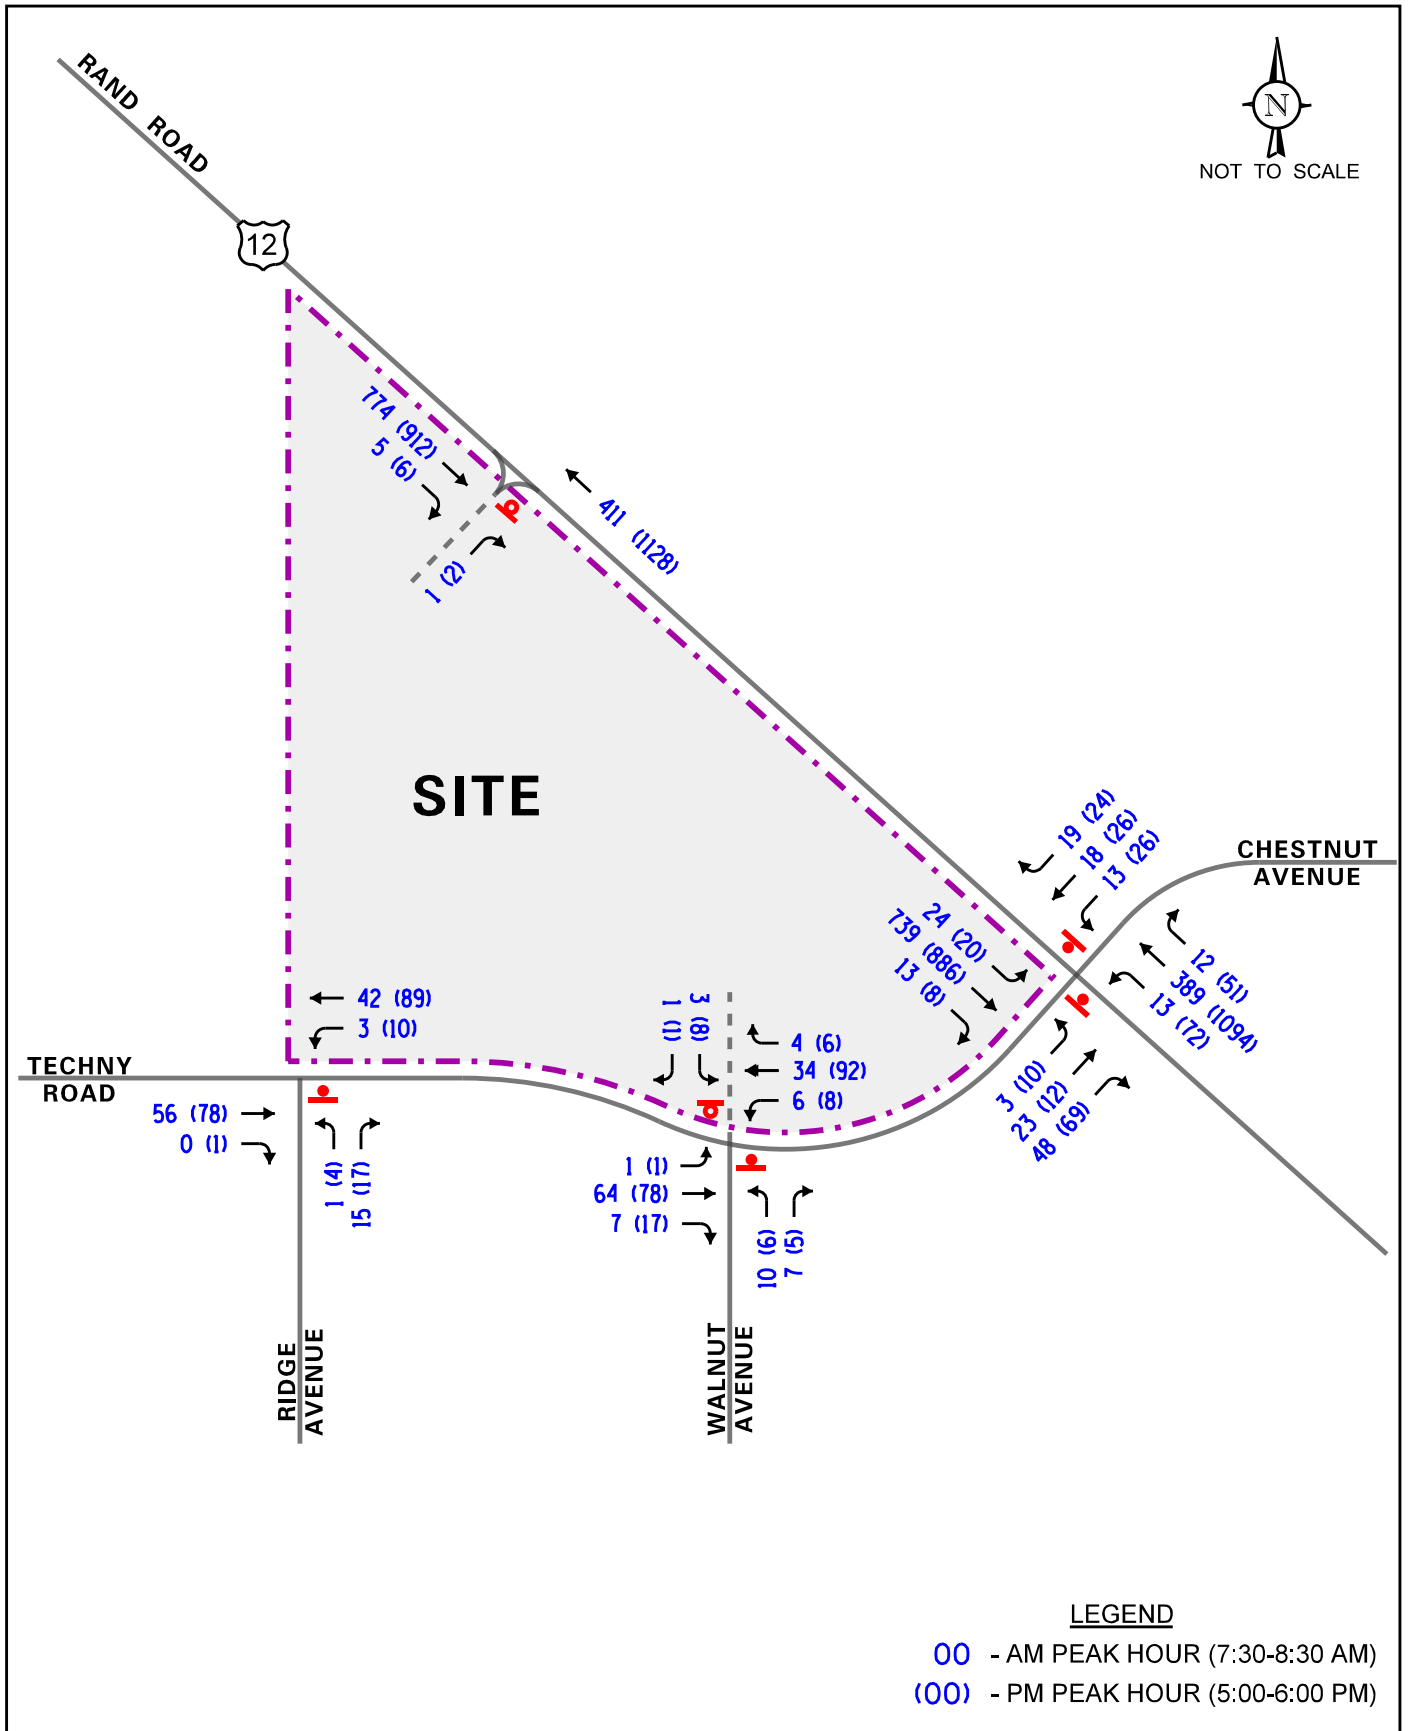 RAND ROAD
12
N
NOT TO SCALE
774 (912)
5 (6)
411 (1128)
1 (2)
SITE
19 (24)
18 (26)
13 (26)
CHESTNUT
AVENUE
24 (20)
739 (886)
13 (8)
12 (51)
389 (1094)
13 (72)
3 (10)
23 (12)
48 (69)
42 (89)
3 (10)
TECHNY
ROAD
56 (78)
0 (1)
1 (4)
15 (17)
3 (8)
1 (1)
4 (6)
34 (92)
6 (8)
1 (1)
64 (78)
7 (17)
10 (6)
7 (5)
RIDGE
AVENUE
WALNUT
AVENUE
LEGEND
00 - AM PEAK HOUR (7:30-8:30 AM)
(00) - PM PEAK HOUR (5:00-6:00 PM)